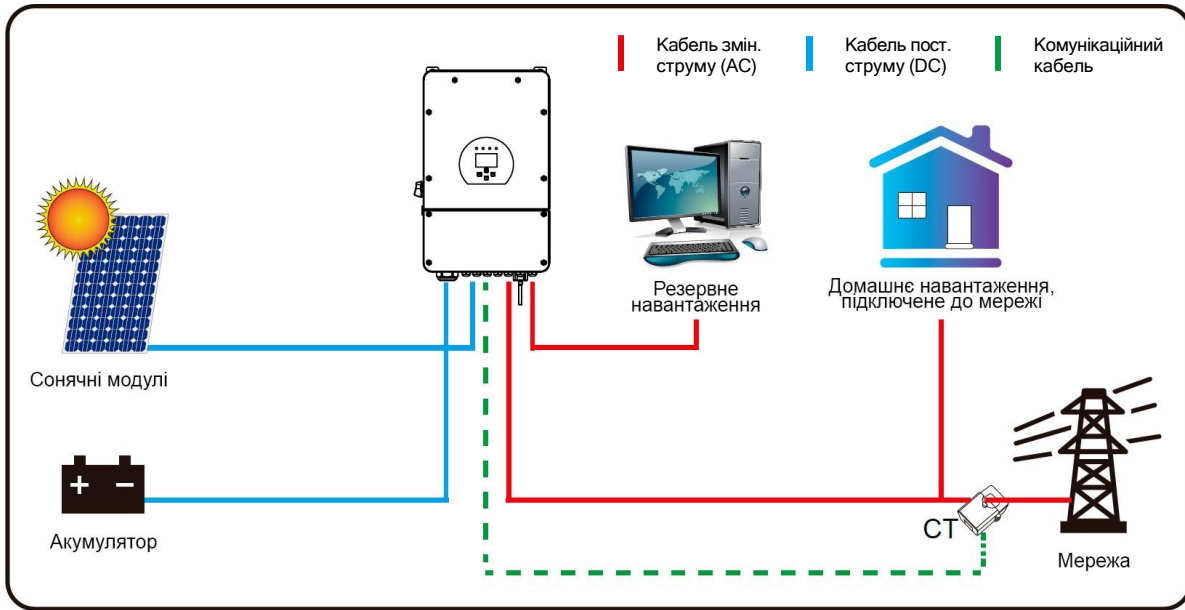 Кабель змін.
струму (AC)
Кабель пост.
струму (DC)
Комунікаційний
кабель
Резервне
навантаження
Домашнє навантаження,
підключене до мережі
Сонячні модулі
+ −
Акумулятор
CT
Мережа